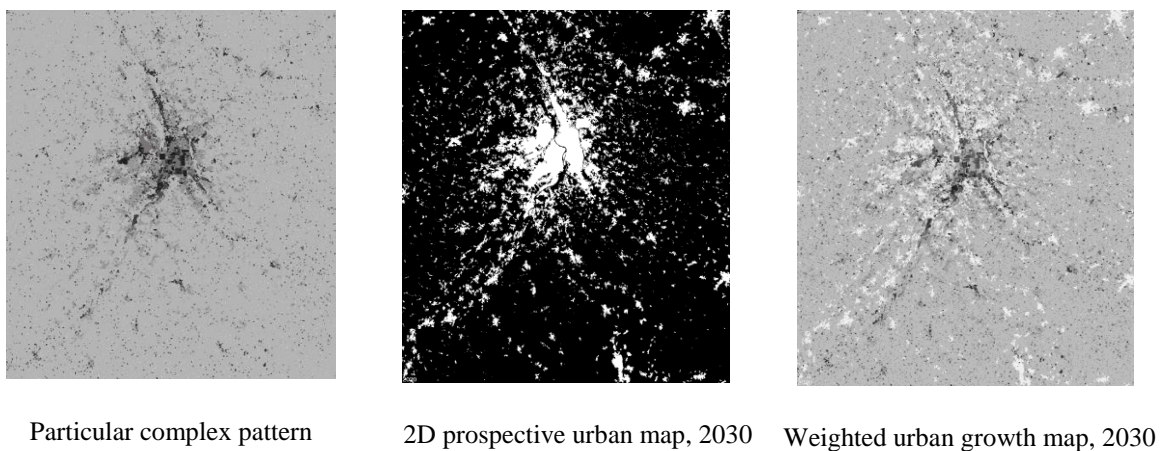 Particular complex pattern
2D prospective urban map, 2030
Weighted urban growth map, 2030